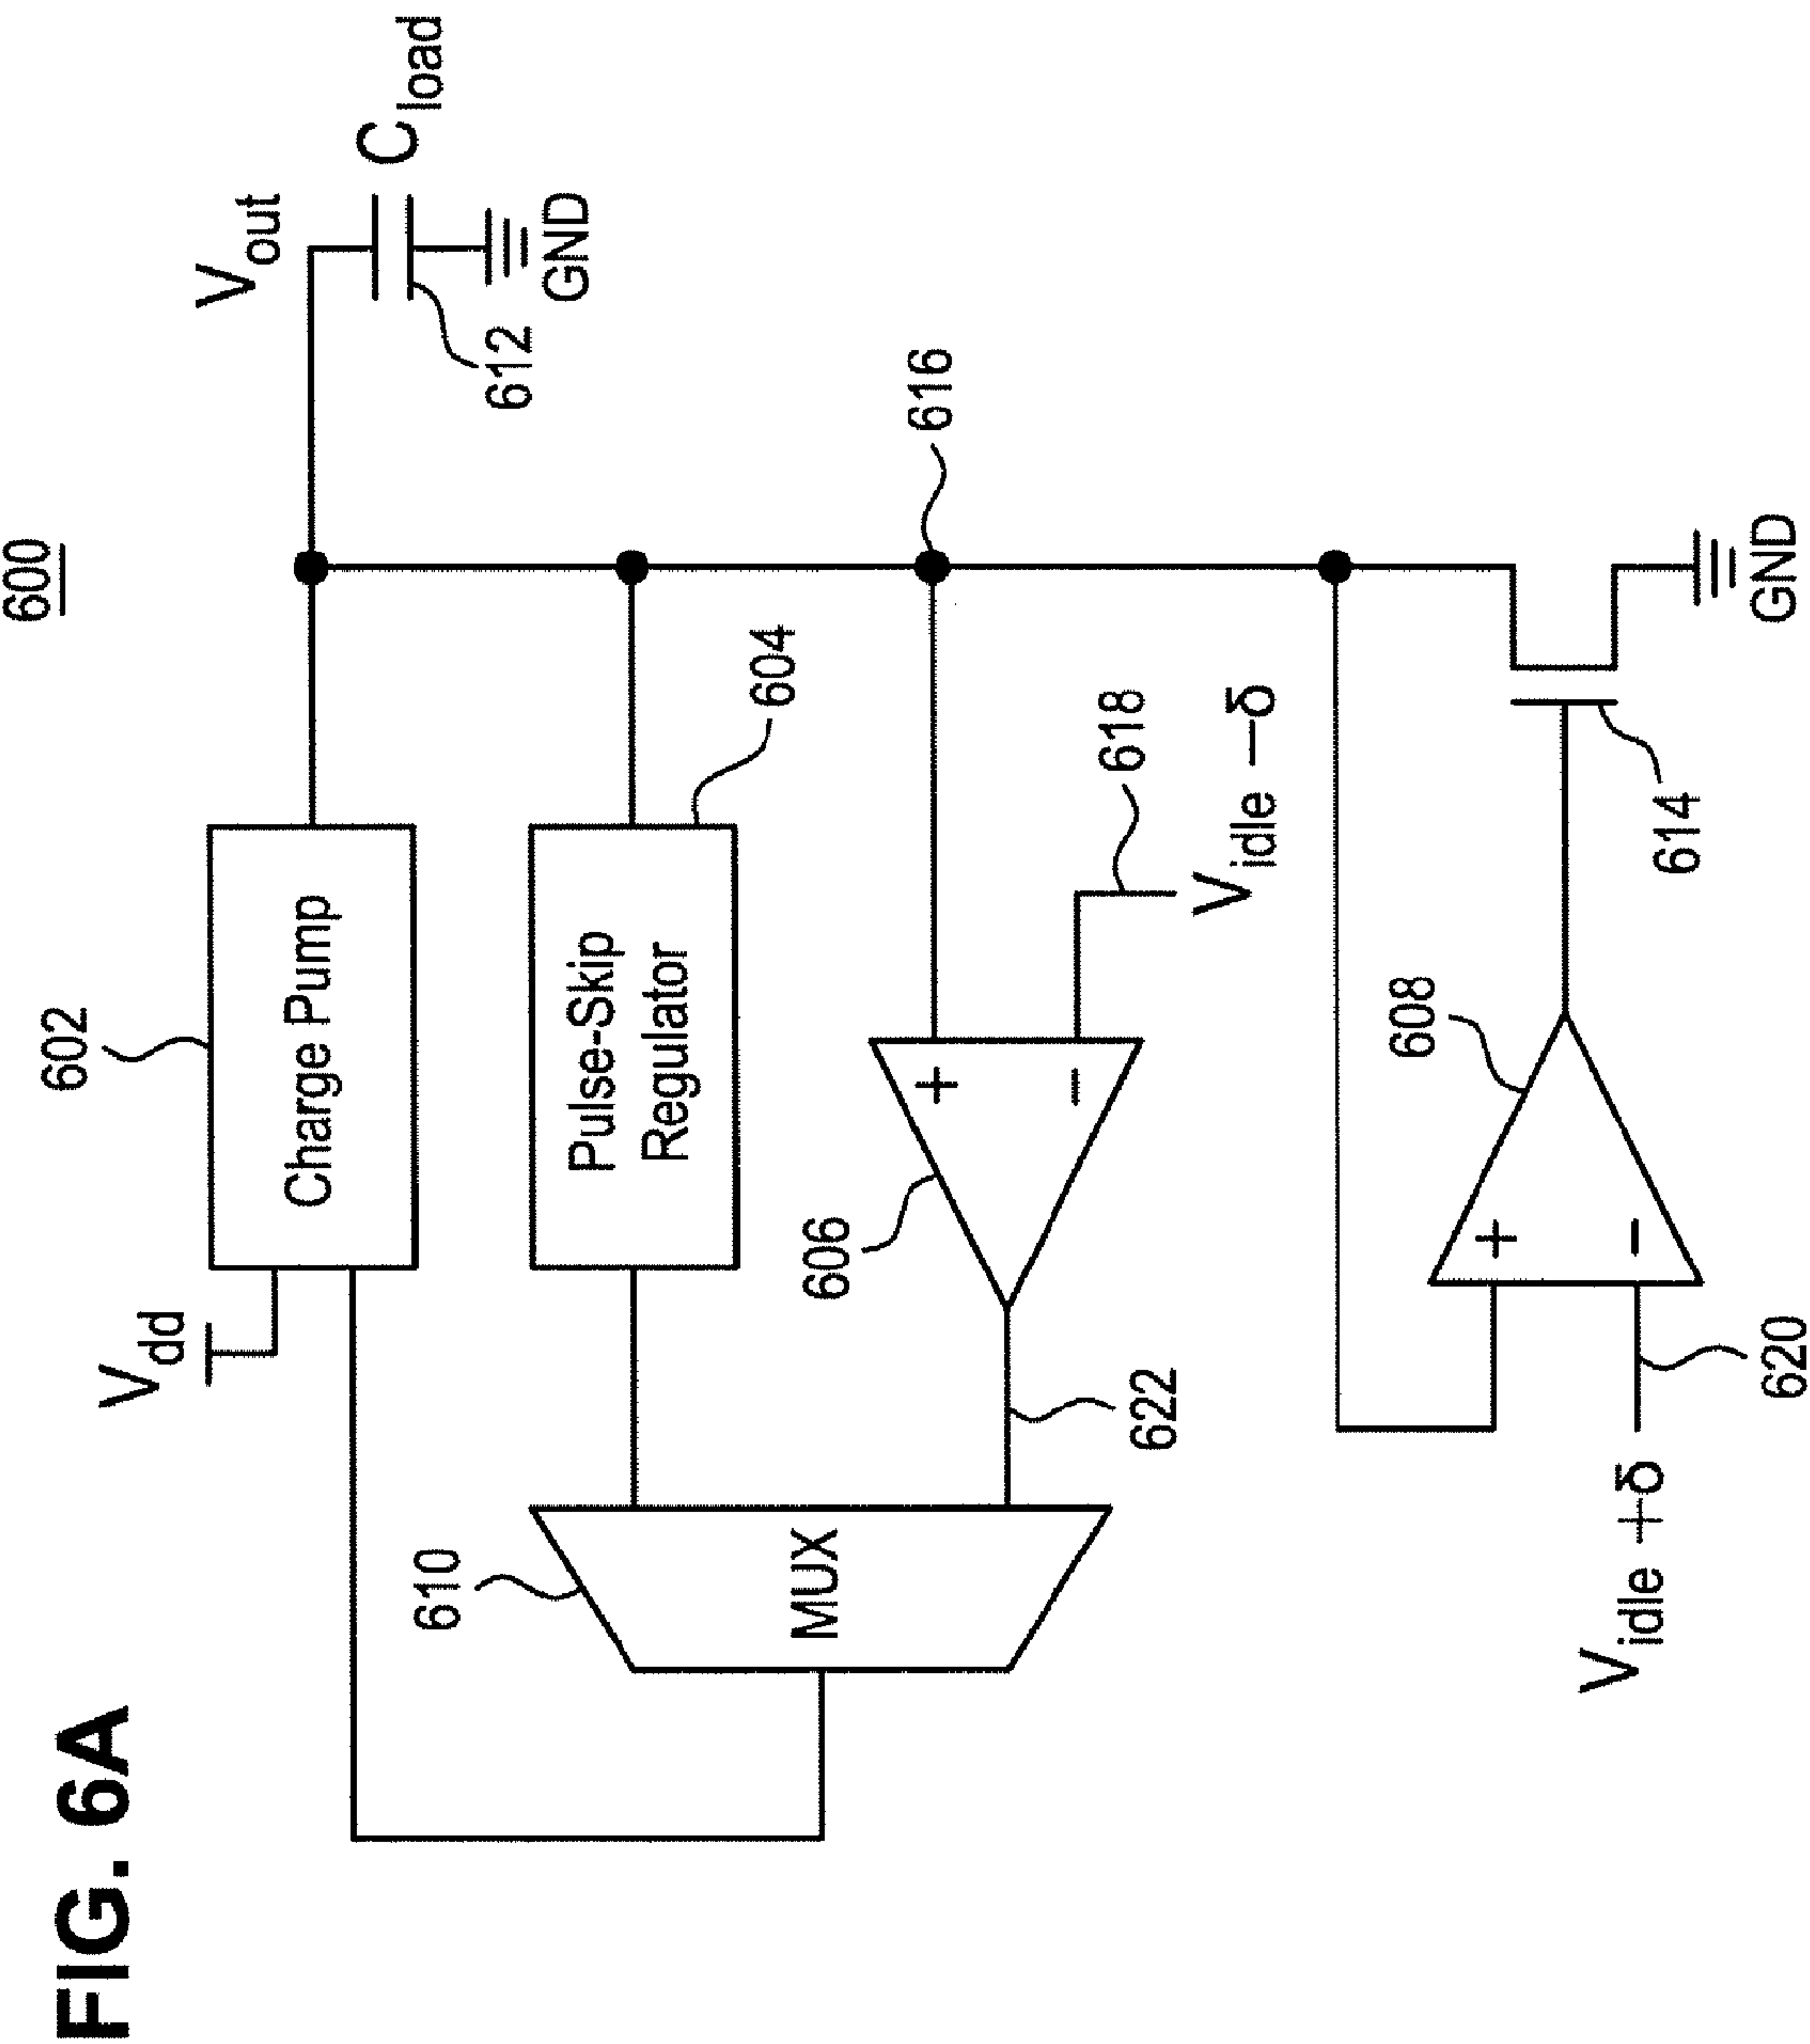 FIG. 6A
600
602
V_dd
Charge Pump
V_out
C_load
612
GND
604
Pulse-Skip
Regulator
610
MUX
606
+
−
616
618
V_idle −δ
622
608
+
−
V_idle +δ
620
614
GND